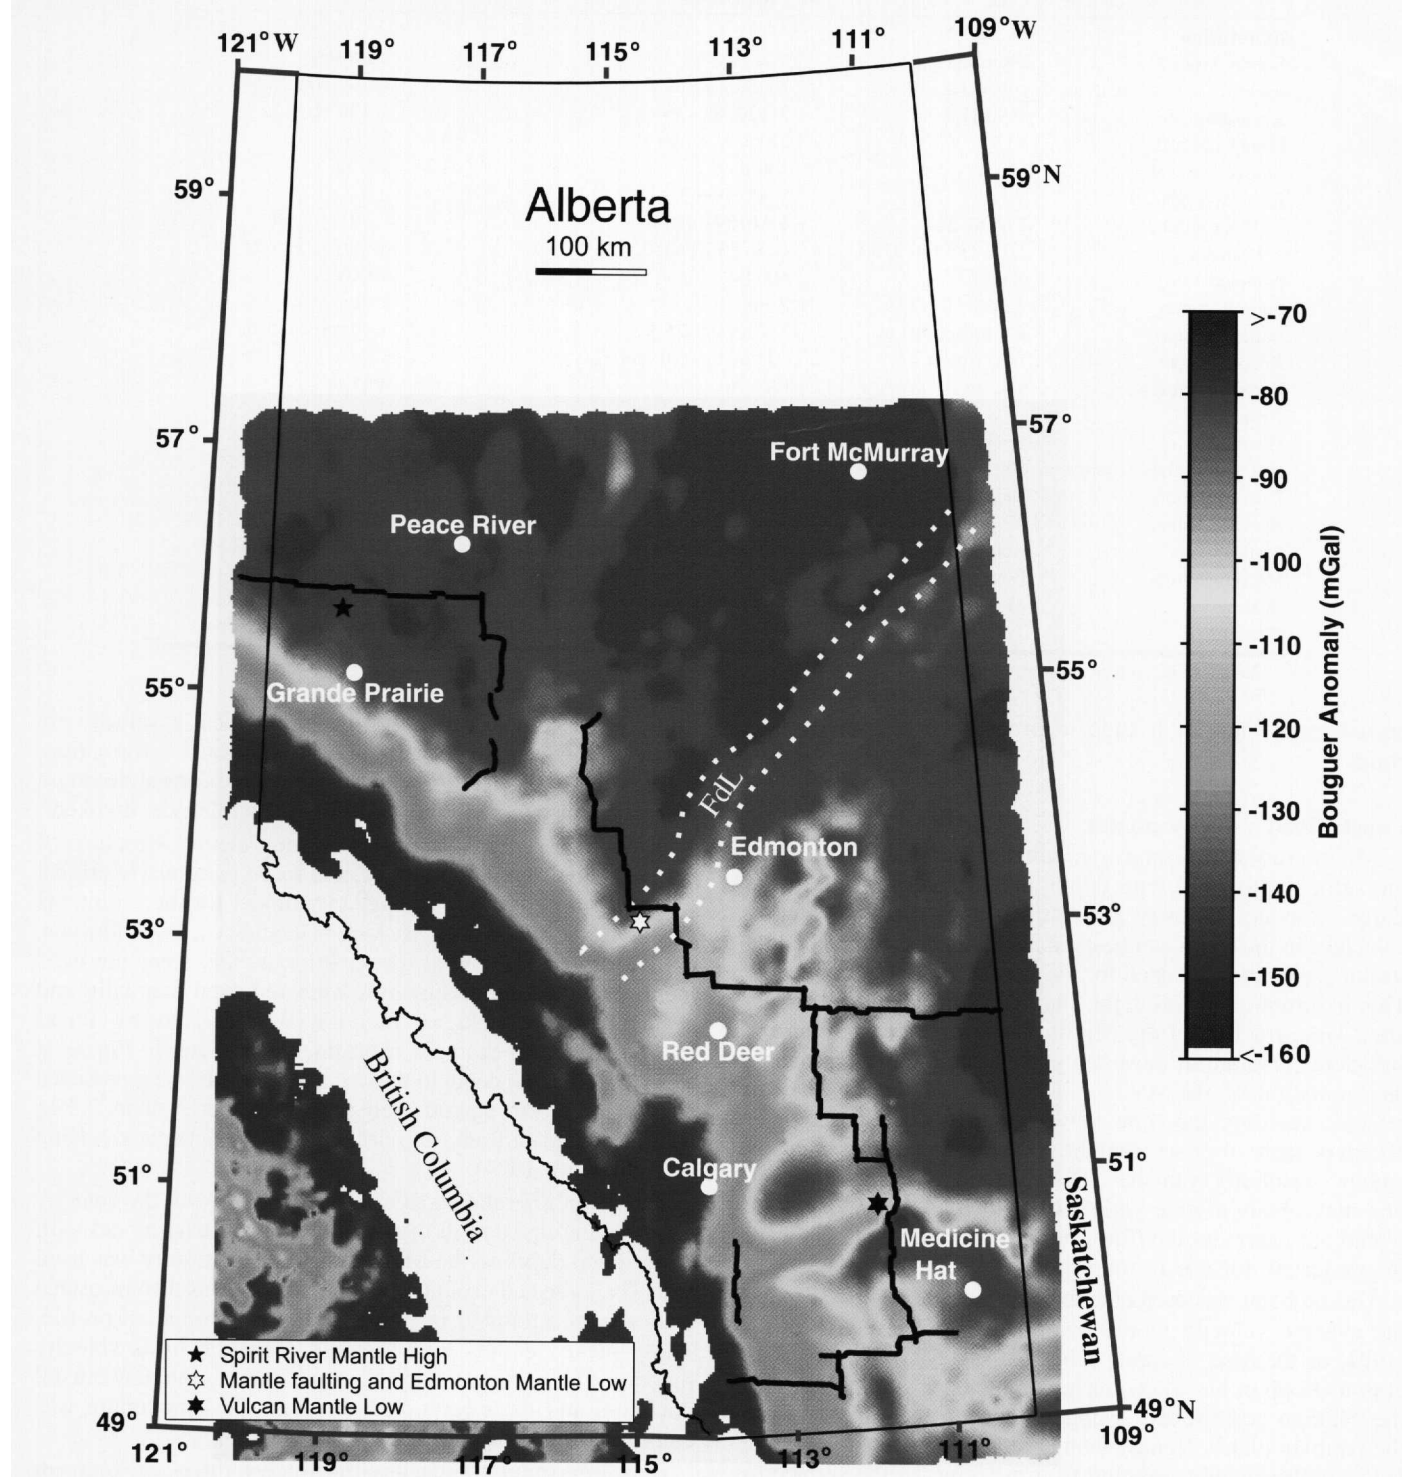 121°W
119°
117°
115°
113°
111°
109°W
59°
59°N
Alberta
100 km
>-70
-80
57°
57°
Fort McMurray
-90
Peace River
-100
Bouguer Anomaly (mGal)
-110
55°
55°
Grande Prairie
-120
FdL
-130
Edmonton
-140
53°
53°
-150
Red Deer
<-160
British Columbia
51°
51°
Calgary
Saskatchewan
Medicine
Hat
Spirit River Mantle High
Mantle faulting and Edmonton Mantle Low
Vulcan Mantle Low
49°
49°N
121°
119°
117°
115°
113°
111°
109°